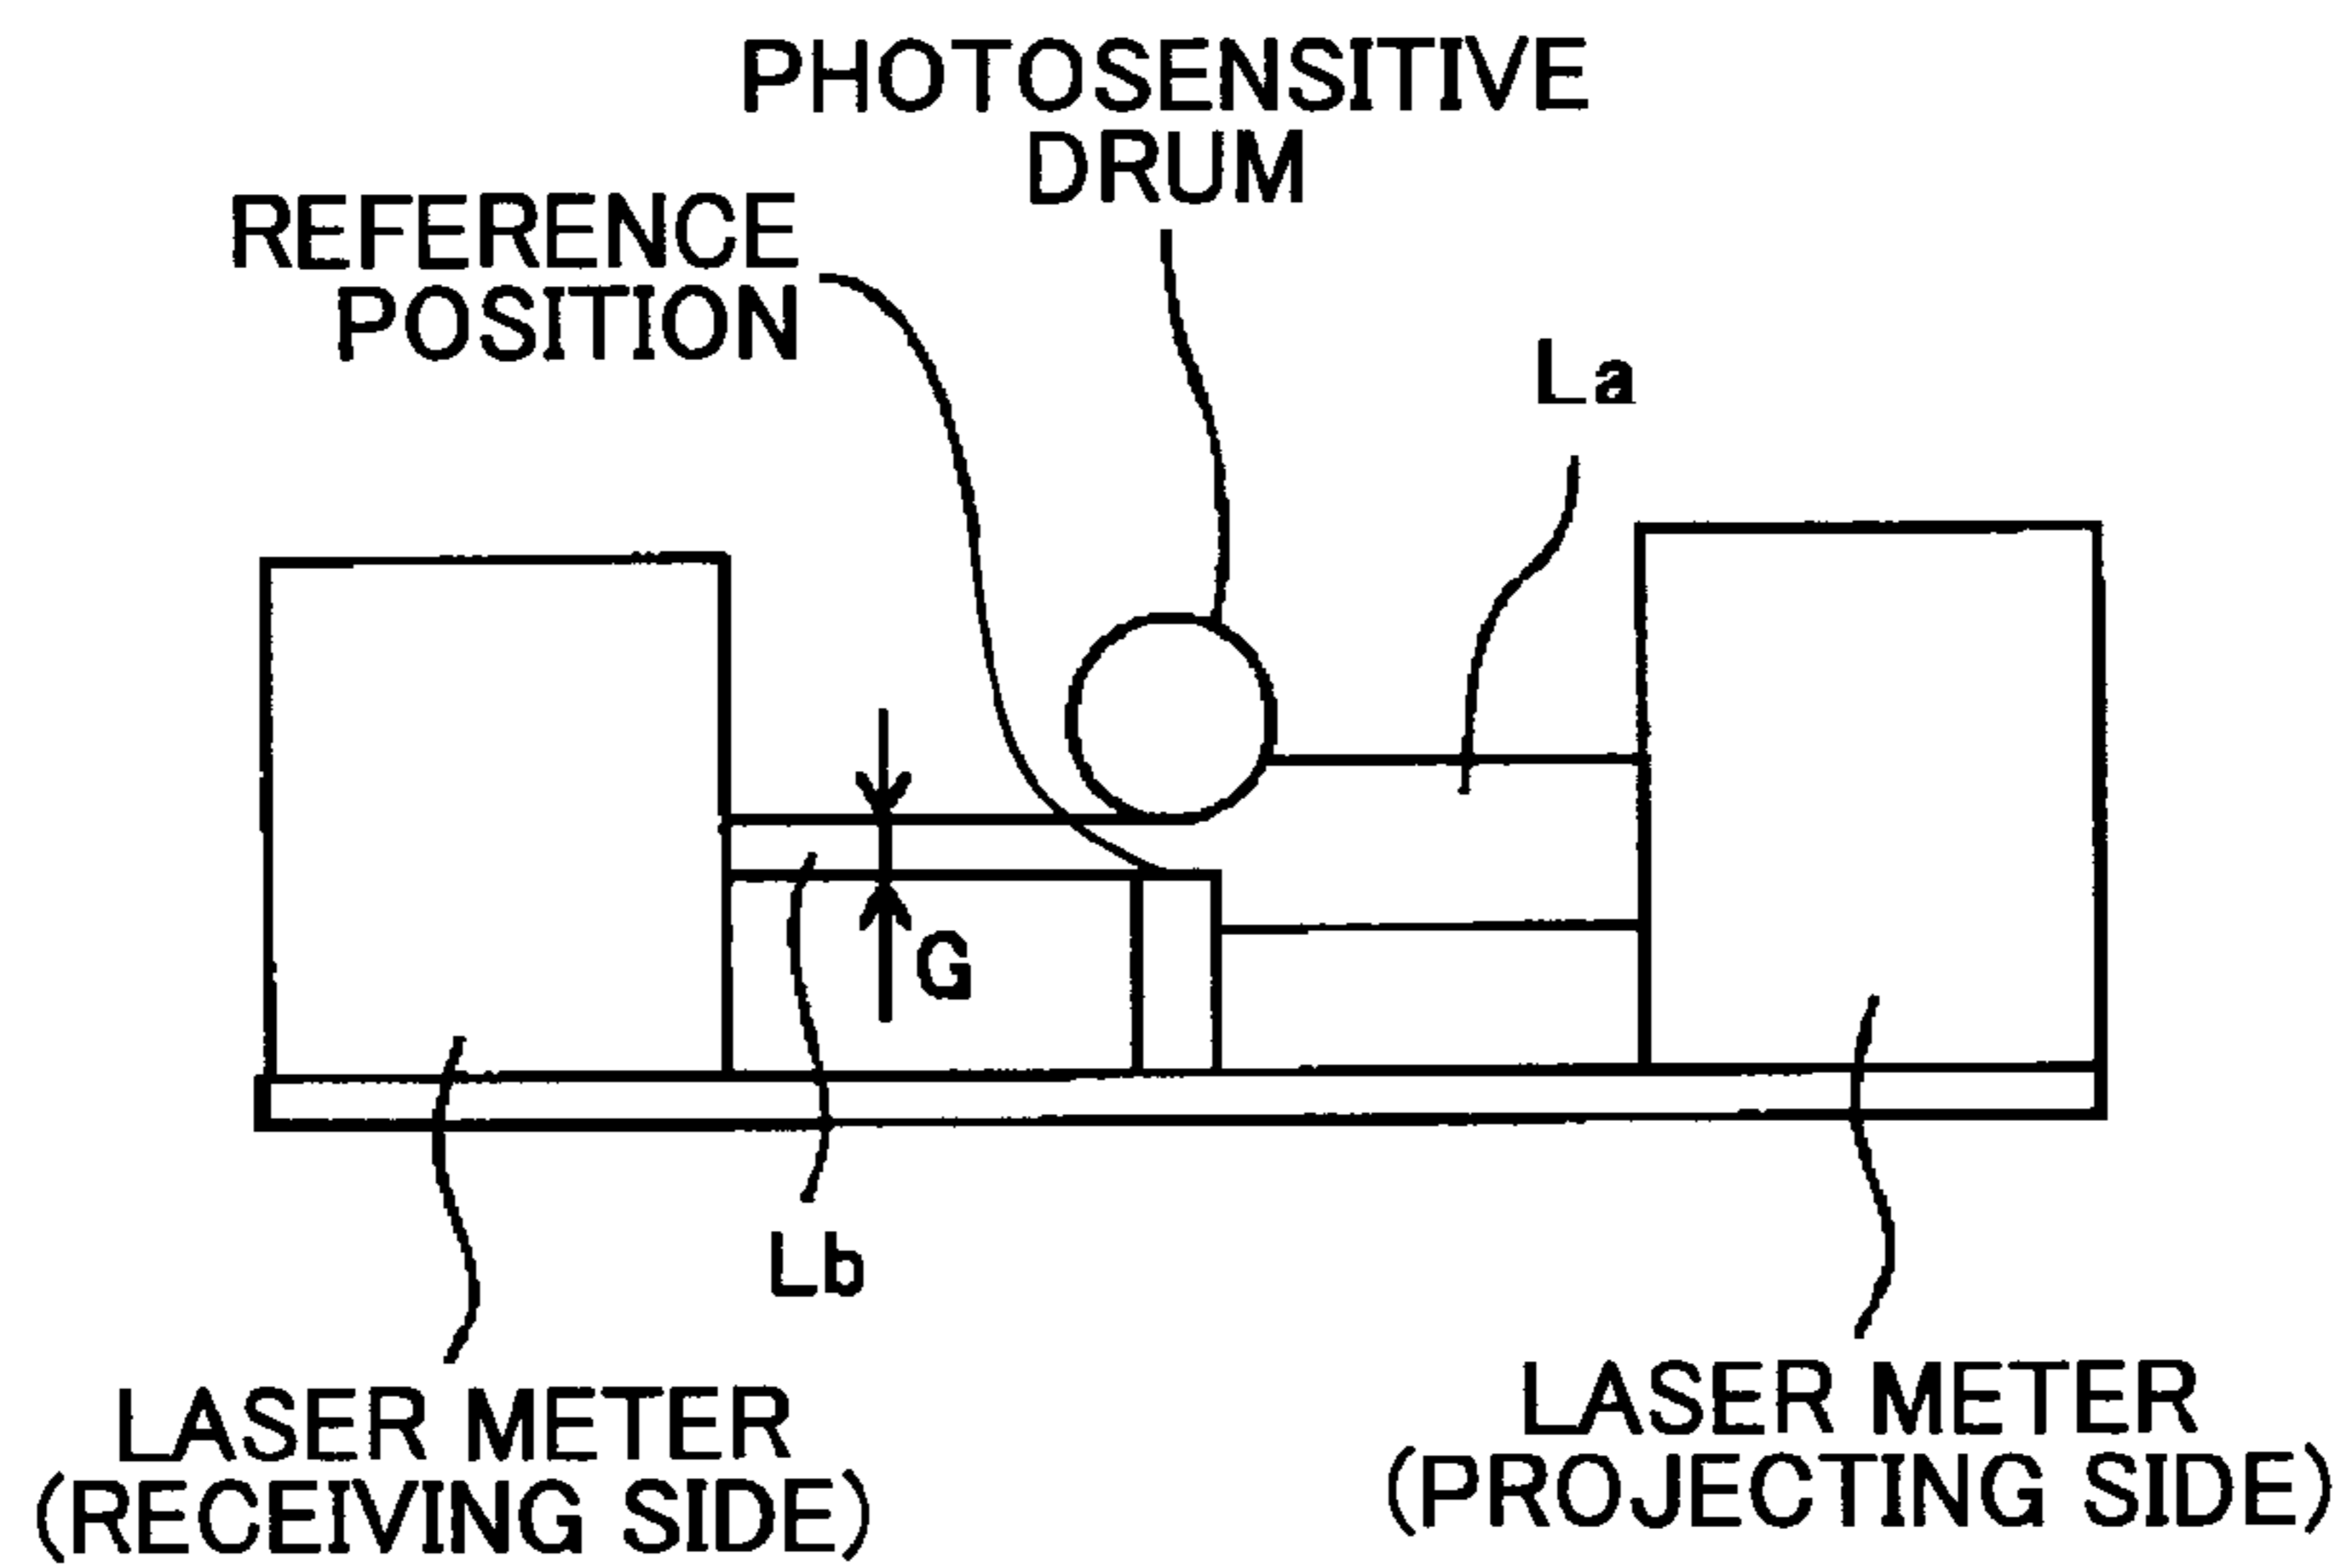 PHOTOSENSITIVE
DRUM
REFERENCE
POSITION
La
G
Lb
LASER METER
(RECEIVING SIDE)
LASER METER
(PROJECTING SIDE)